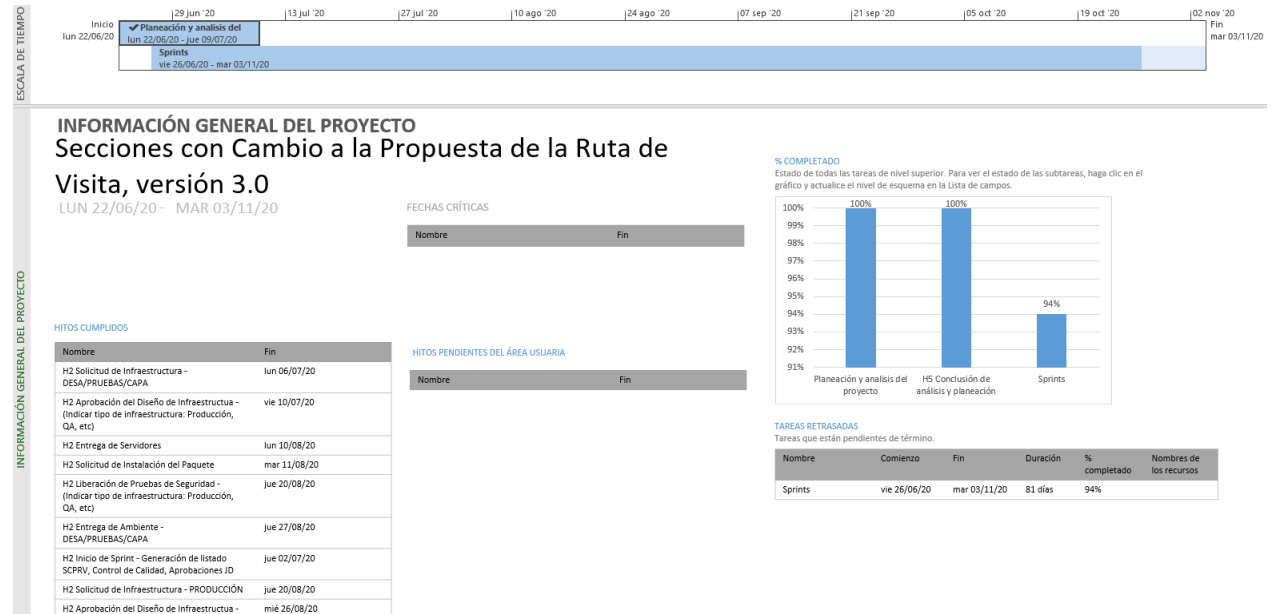 ESCALA DE TIEMPO
|29 jun '20 |13 jul '20 |27 jul '20 |10 ago '20 |24 ago '20 |07 sep '20 |21 sep '20 |05 oct '20 |19 oct '20 |02 nov '20
Inicio
lun 22/06/20
✔ Planeación y analisis del
lun 22/06/20 - jue 09/07/20
Sprints
vie 26/06/20 - mar 03/11/20
Fin
mar 03/11/20
INFORMACIÓN GENERAL DEL PROYECTO
INFORMACIÓN GENERAL DEL PROYECTO
Secciones con Cambio a la Propuesta de la Ruta de
Visita, versión 3.0
LUN 22/06/20 - MAR 03/11/20
FECHAS CRÍTICAS
Nombre Fin
HITOS CUMPLIDOS
Nombre Fin
H2 Solicitud de Infraestructura - lun 06/07/20
DESA/PRUEBAS/CAPA
H2 Aprobación del Diseño de Infraestructua - vie 10/07/20
(Indicar tipo de infraestructura: Producción,
QA, etc)
H2 Entrega de Servidores lun 10/08/20
H2 Solicitud de Instalación del Paquete mar 11/08/20
H2 Liberación de Pruebas de Seguridad - jue 20/08/20
(Indicar tipo de infraestructura: Producción,
QA, etc)
H2 Entrega de Ambiente - jue 27/08/20
DESA/PRUEBAS/CAPA
H2 Inicio de Sprint - Generación de listado jue 02/07/20
SCPRV, Control de Calidad, Aprobaciones JD
H2 Solicitud de Infraestructura - PRODUCCIÓN jue 20/08/20
H2 Aprobación del Diseño de Infraestructua - mié 26/08/20
HITOS PENDIENTES DEL ÁREA USUARIA
Nombre Fin
% COMPLETADO
Estado de todas las tareas de nivel superior. Para ver el estado de las subtareas, haga clic en el
gráfico y actualice el nivel de esquema en la Lista de campos.
100%
99%
98%
97%
96%
95%
94%
93%
92%
91%
100% 100% 94%
Planeación y analisis del
proyecto
H5 Conclusión de
análisis y planeación
Sprints
TAREAS RETRASADAS
Tareas que están pendientes de término.
Nombre Comienzo Fin Duración % completado Nombres de los recursos
Sprints vie 26/06/20 mar 03/11/20 81 días 94%